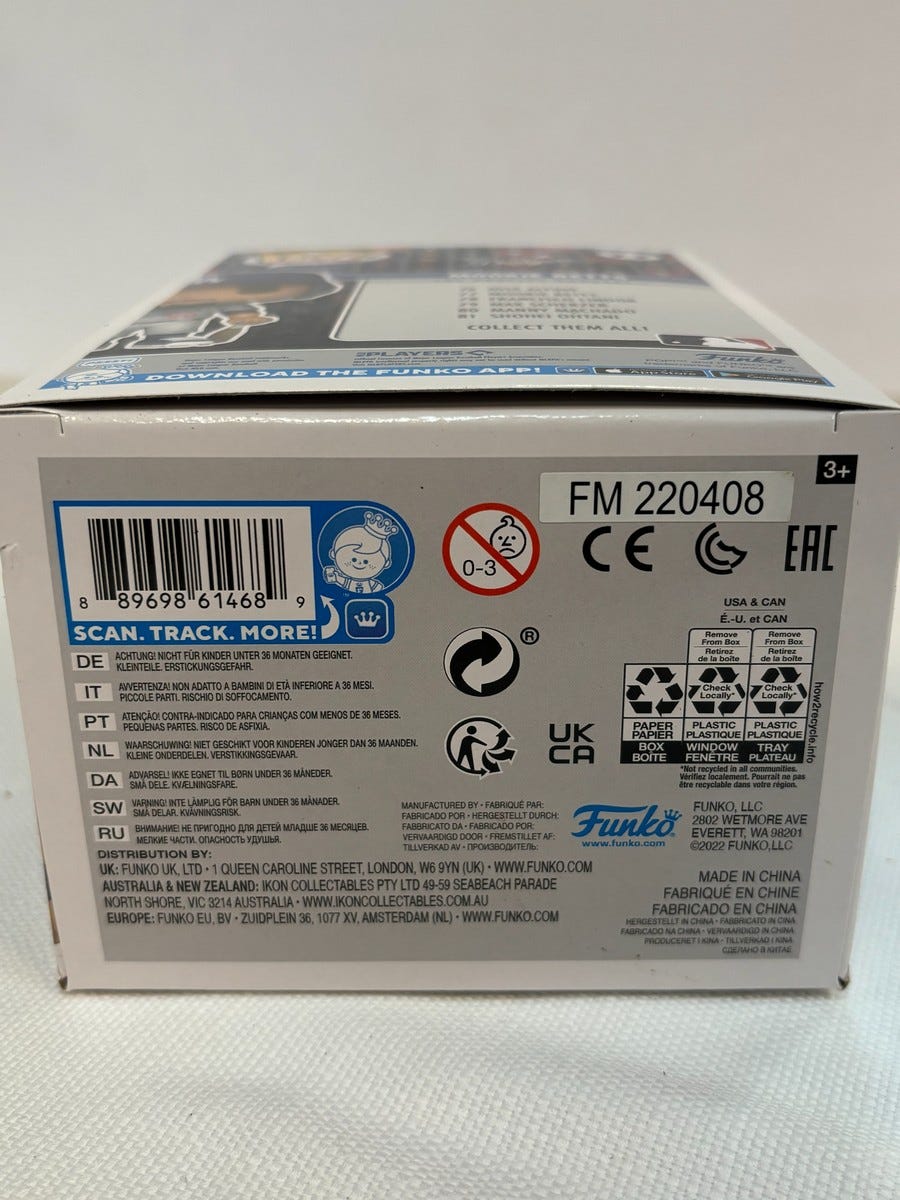 MANNY MACHADO
81 SHOHEI OHTANI
COLLECT THEM ALL!
PLAYERS
Funko
DOWNLOAD THE FUNKO APP!
App Store
Google Play
3+
FM 220408
8 89698 61468 9
SCAN. TRACK. MORE!
0-3
CE
EAC
®
UK
CA
USA & CAN
É.-U. et CAN
Remove From Box Retirez de la boîte
Remove From Box Retirez de la boîte
Check Locally*
Check Locally*
PAPER PAPIER
PLASTIC PLASTIQUE
PLASTIC PLASTIQUE
BOX BOÎTE
WINDOW FENÊTRE
TRAY PLATEAU
how2recycle.info
*Not recycled in all communities.
Vérifiez localement. Pourrait ne pas
être recyclable dans votre région.
DE ACHTUNG! NICHT FÜR KINDER UNTER 36 MONATEN GEEIGNET.
KLEINTEILE. ERSTICKUNGSGEFAHR.
IT AVVERTENZA! NON ADATTO A BAMBINI DI ETÀ INFERIORE A 36 MESI.
PICCOLE PARTI. RISCHIO DI SOFFOCAMENTO.
PT ATENÇÃO! CONTRA-INDICADO PARA CRIANÇAS COM MENOS DE 36 MESES.
PEQUENAS PARTES. RISCO DE ASFIXIA.
NL WAARSCHUWING! NIET GESCHIKT VOOR KINDEREN JONGER DAN 36 MAANDEN.
KLEINE ONDERDELEN. VERSTIKKINGSGEVAAR.
DA ADVARSEL! IKKE EGNET TIL BØRN UNDER 36 MÅNEDER.
SMÅ DELE. KVÆLNINGSFARE.
SW VARNING! INTE LÄMPLIG FÖR BARN UNDER 36 MÅNADER.
SMÅ DELAR. KVÄVNINGSRISK.
RU ВНИМАНИЕ! НЕ ПРИГОДНО ДЛЯ ДЕТЕЙ МЛАДШЕ 36 МЕСЯЦЕВ.
МЕЛКИЕ ЧАСТИ. ОПАСНОСТЬ УДУШЬЯ.
MANUFACTURED BY • FABRIQUÉ PAR:
FABRICADO POR • HERGESTELLT DURCH:
FABBRICATO DA • FABRICADO POR:
VERVAARDIGD DOOR • FREMSTILLET AF:
TILLVERKAD AV • ПРОИЗВОДИТЕЛЬ:
Funko
www.funko.com
FUNKO, LLC
2802 WETMORE AVE
EVERETT, WA 98201
©2022 FUNKO, LLC
DISTRIBUTION BY:
UK: FUNKO UK, LTD • 1 QUEEN CAROLINE STREET, LONDON, W6 9YN (UK) • WWW.FUNKO.COM
AUSTRALIA & NEW ZEALAND: IKON COLLECTABLES PTY LTD 49-59 SEABEACH PARADE
NORTH SHORE, VIC 3214 AUSTRALIA • WWW.IKONCOLLECTABLES.COM.AU
EUROPE: FUNKO EU, BV • ZUIDPLEIN 36, 1077 XV, AMSTERDAM (NL) • WWW.FUNKO.COM
MADE IN CHINA
FABRIQUÉ EN CHINE
FABRICADO EN CHINA
HERGESTELLT IN CHINA • FABBRICATO IN CINA
FABRICADO NA CHINA • VERVAARDIGD IN CHINA
PRODUCERET I KINA • TILLVERKAD I KINA
СДЕЛАНО В КИТАЕ